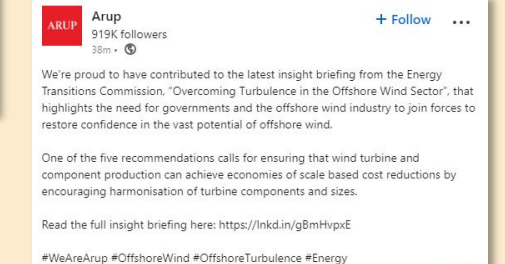 ARUP
Arup
+ Follow ...
919K followers
38m •
We're proud to have contributed to the latest insight briefing from the Energy
Transitions Commission, "Overcoming Turbulence in the Offshore Wind Sector", that
highlights the need for governments and the offshore wind industry to join forces to
restore confidence in the vast potential of offshore wind.
One of the five recommendations calls for ensuring that wind turbine and
component production can achieve economies of scale based cost reductions by
encouraging harmonisation of turbine components and sizes.
Read the full insight briefing here: https://lnkd.in/gBmHvpxE
#WeAreArup #OffshoreWind #OffshoreTurbulence #Energy